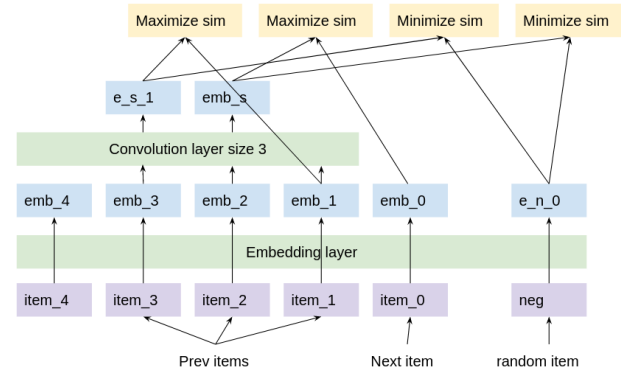 Maximize sim Maximize sim Minimize sim Minimize sim
e_s_1 emb_s
Convolution layer size 3
emb_4 emb_3 emb_2 emb_1 emb_0 e_n_0
Embedding layer
item_4 item_3 item_2 item_1 item_0 neg
Prev items Next item random item